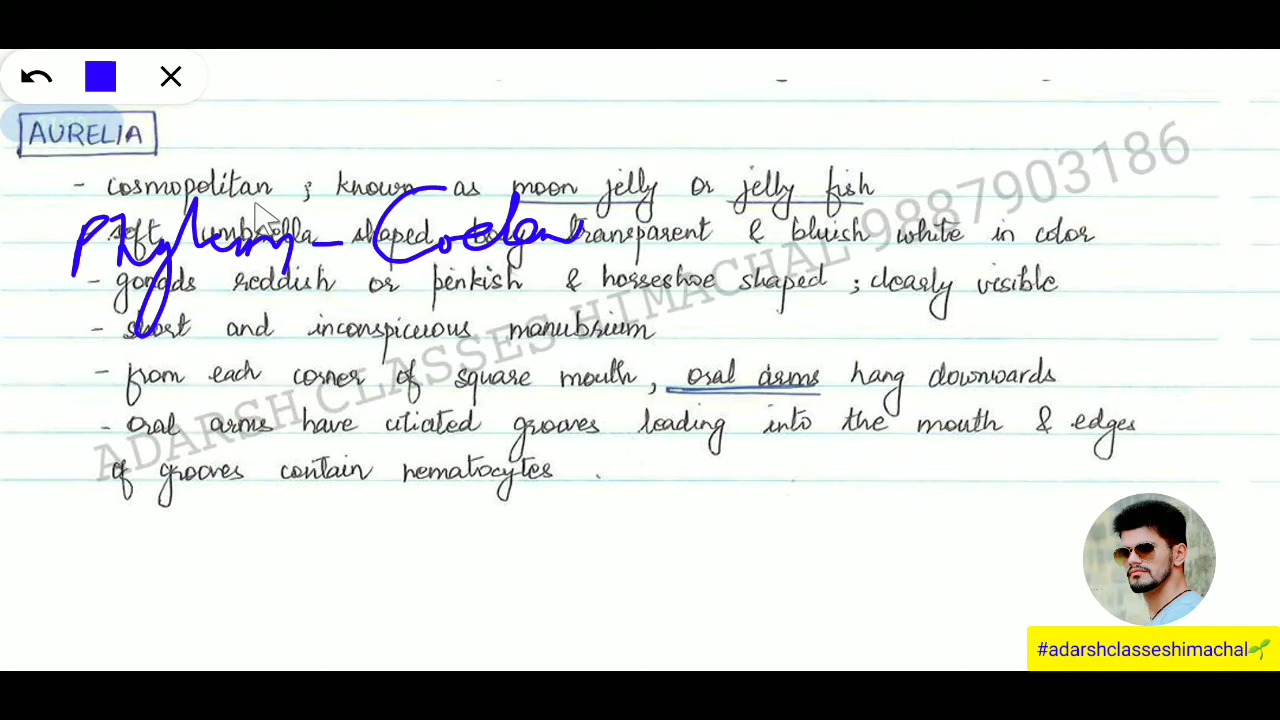 AURELIA
- cosmopolitan ; known as moon jelly or jelly fish
soft umbrella shaped body transparent & bluish white in color
Phylum -
- gonads reddish or penkish & horseshoe shaped ; clearly visible
- short and inconspicuous manubrium
- from each corner of square mouth, oral arms hang downwards
- Oral arms have ciliated grooves leading into the mouth & edges
of grooves contain nematocytes .
ADARSH CLASSES HIMACHAL 9887903186
#adarshclasseshimachal🌱